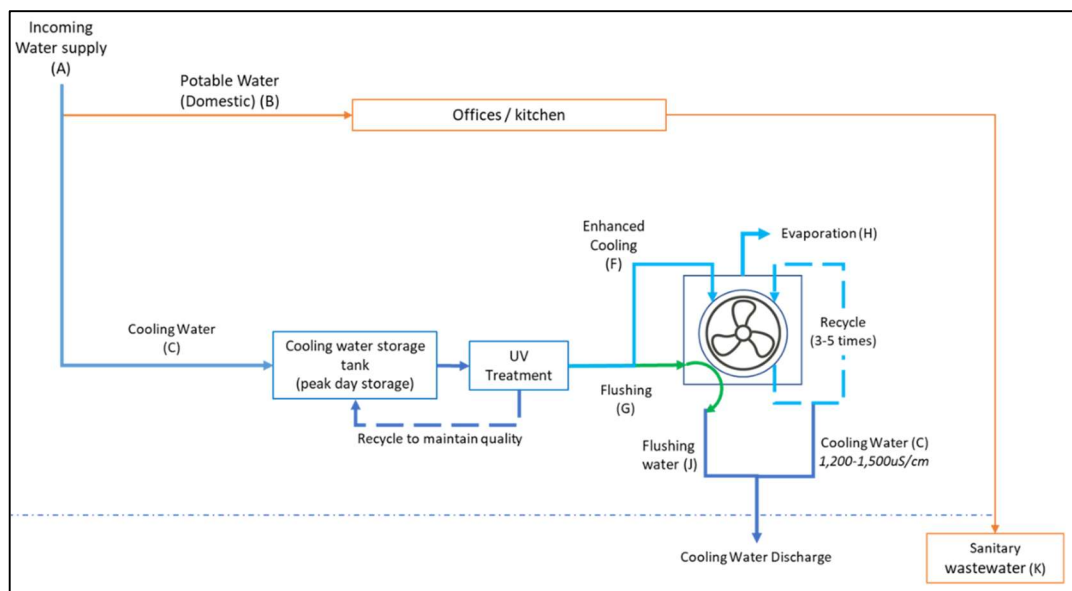 Incoming
Water supply
(A)
Potable Water
(Domestic) (B)
Offices / kitchen
Enhanced
Cooling
(F)
Evaporation (H)
Cooling Water
(C)
Cooling water storage
tank
(peak day storage)
UV
Treatment
Recycle
(3-5 times)
Flushing
(G)
Recycle to maintain quality
Flushing
water (J)
Cooling Water (C)
1,200-1,500uS/cm
Cooling Water Discharge
Sanitary
wastewater (K)